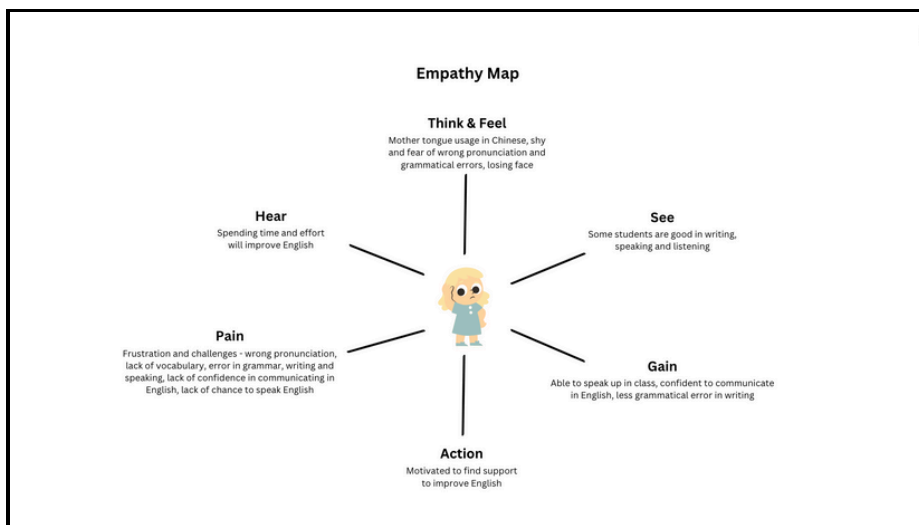 Empathy Map
Think & Feel
Mother tongue usage in Chinese, shy
and fear of wrong pronunciation and
grammatical errors, losing face
Hear
Spending time and effort
will improve English
See
Some students are good in writing,
speaking and listening
Pain
Frustration and challenges - wrong pronunciation,
lack of vocabulary, error in grammar, writing and
speaking, lack of confidence in communicating in
English, lack of chance to speak English
Gain
Able to speak up in class, confident to communicate
in English, less grammatical error in writing
Action
Motivated to find support
to improve English